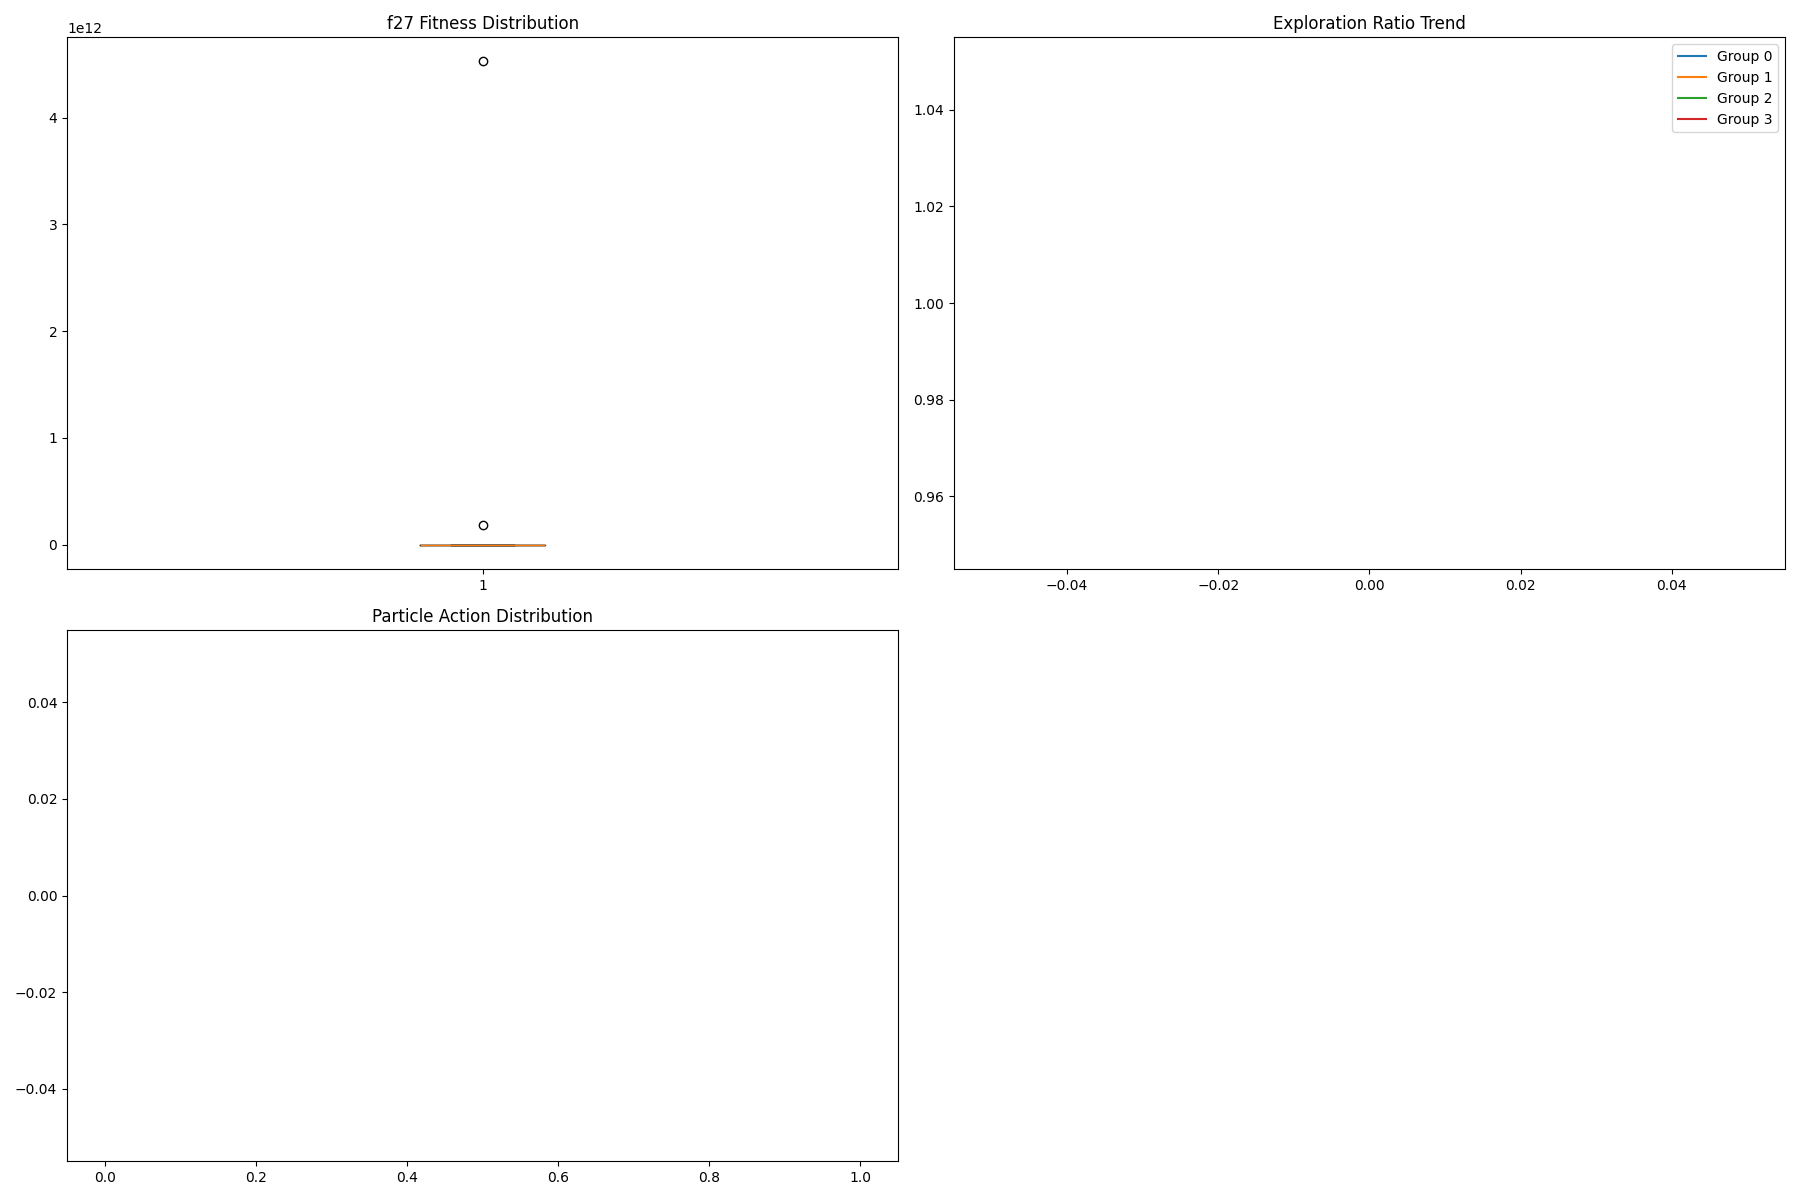 f27 Fitness Distribution
1e12
4
3
2
1
0
1
Exploration Ratio Trend
Group 0
Group 1
Group 2
Group 3
1.04
1.02
1.00
0.98
0.96
−0.04 −0.02 0.00 0.02 0.04
Particle Action Distribution
0.04
0.02
0.00
−0.02
−0.04
0.0 0.2 0.4 0.6 0.8 1.0